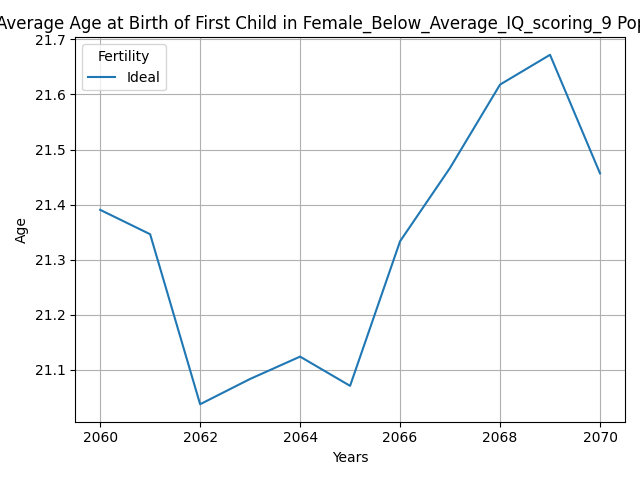 Average Age at Birth of First Child in Female_Below_Average_IQ_scoring_9 Pop
21.7
21.6
21.5
21.4
21.3
21.2
21.1
Age
Fertility
Ideal
2060 2062 2064 2066 2068 2070
Years